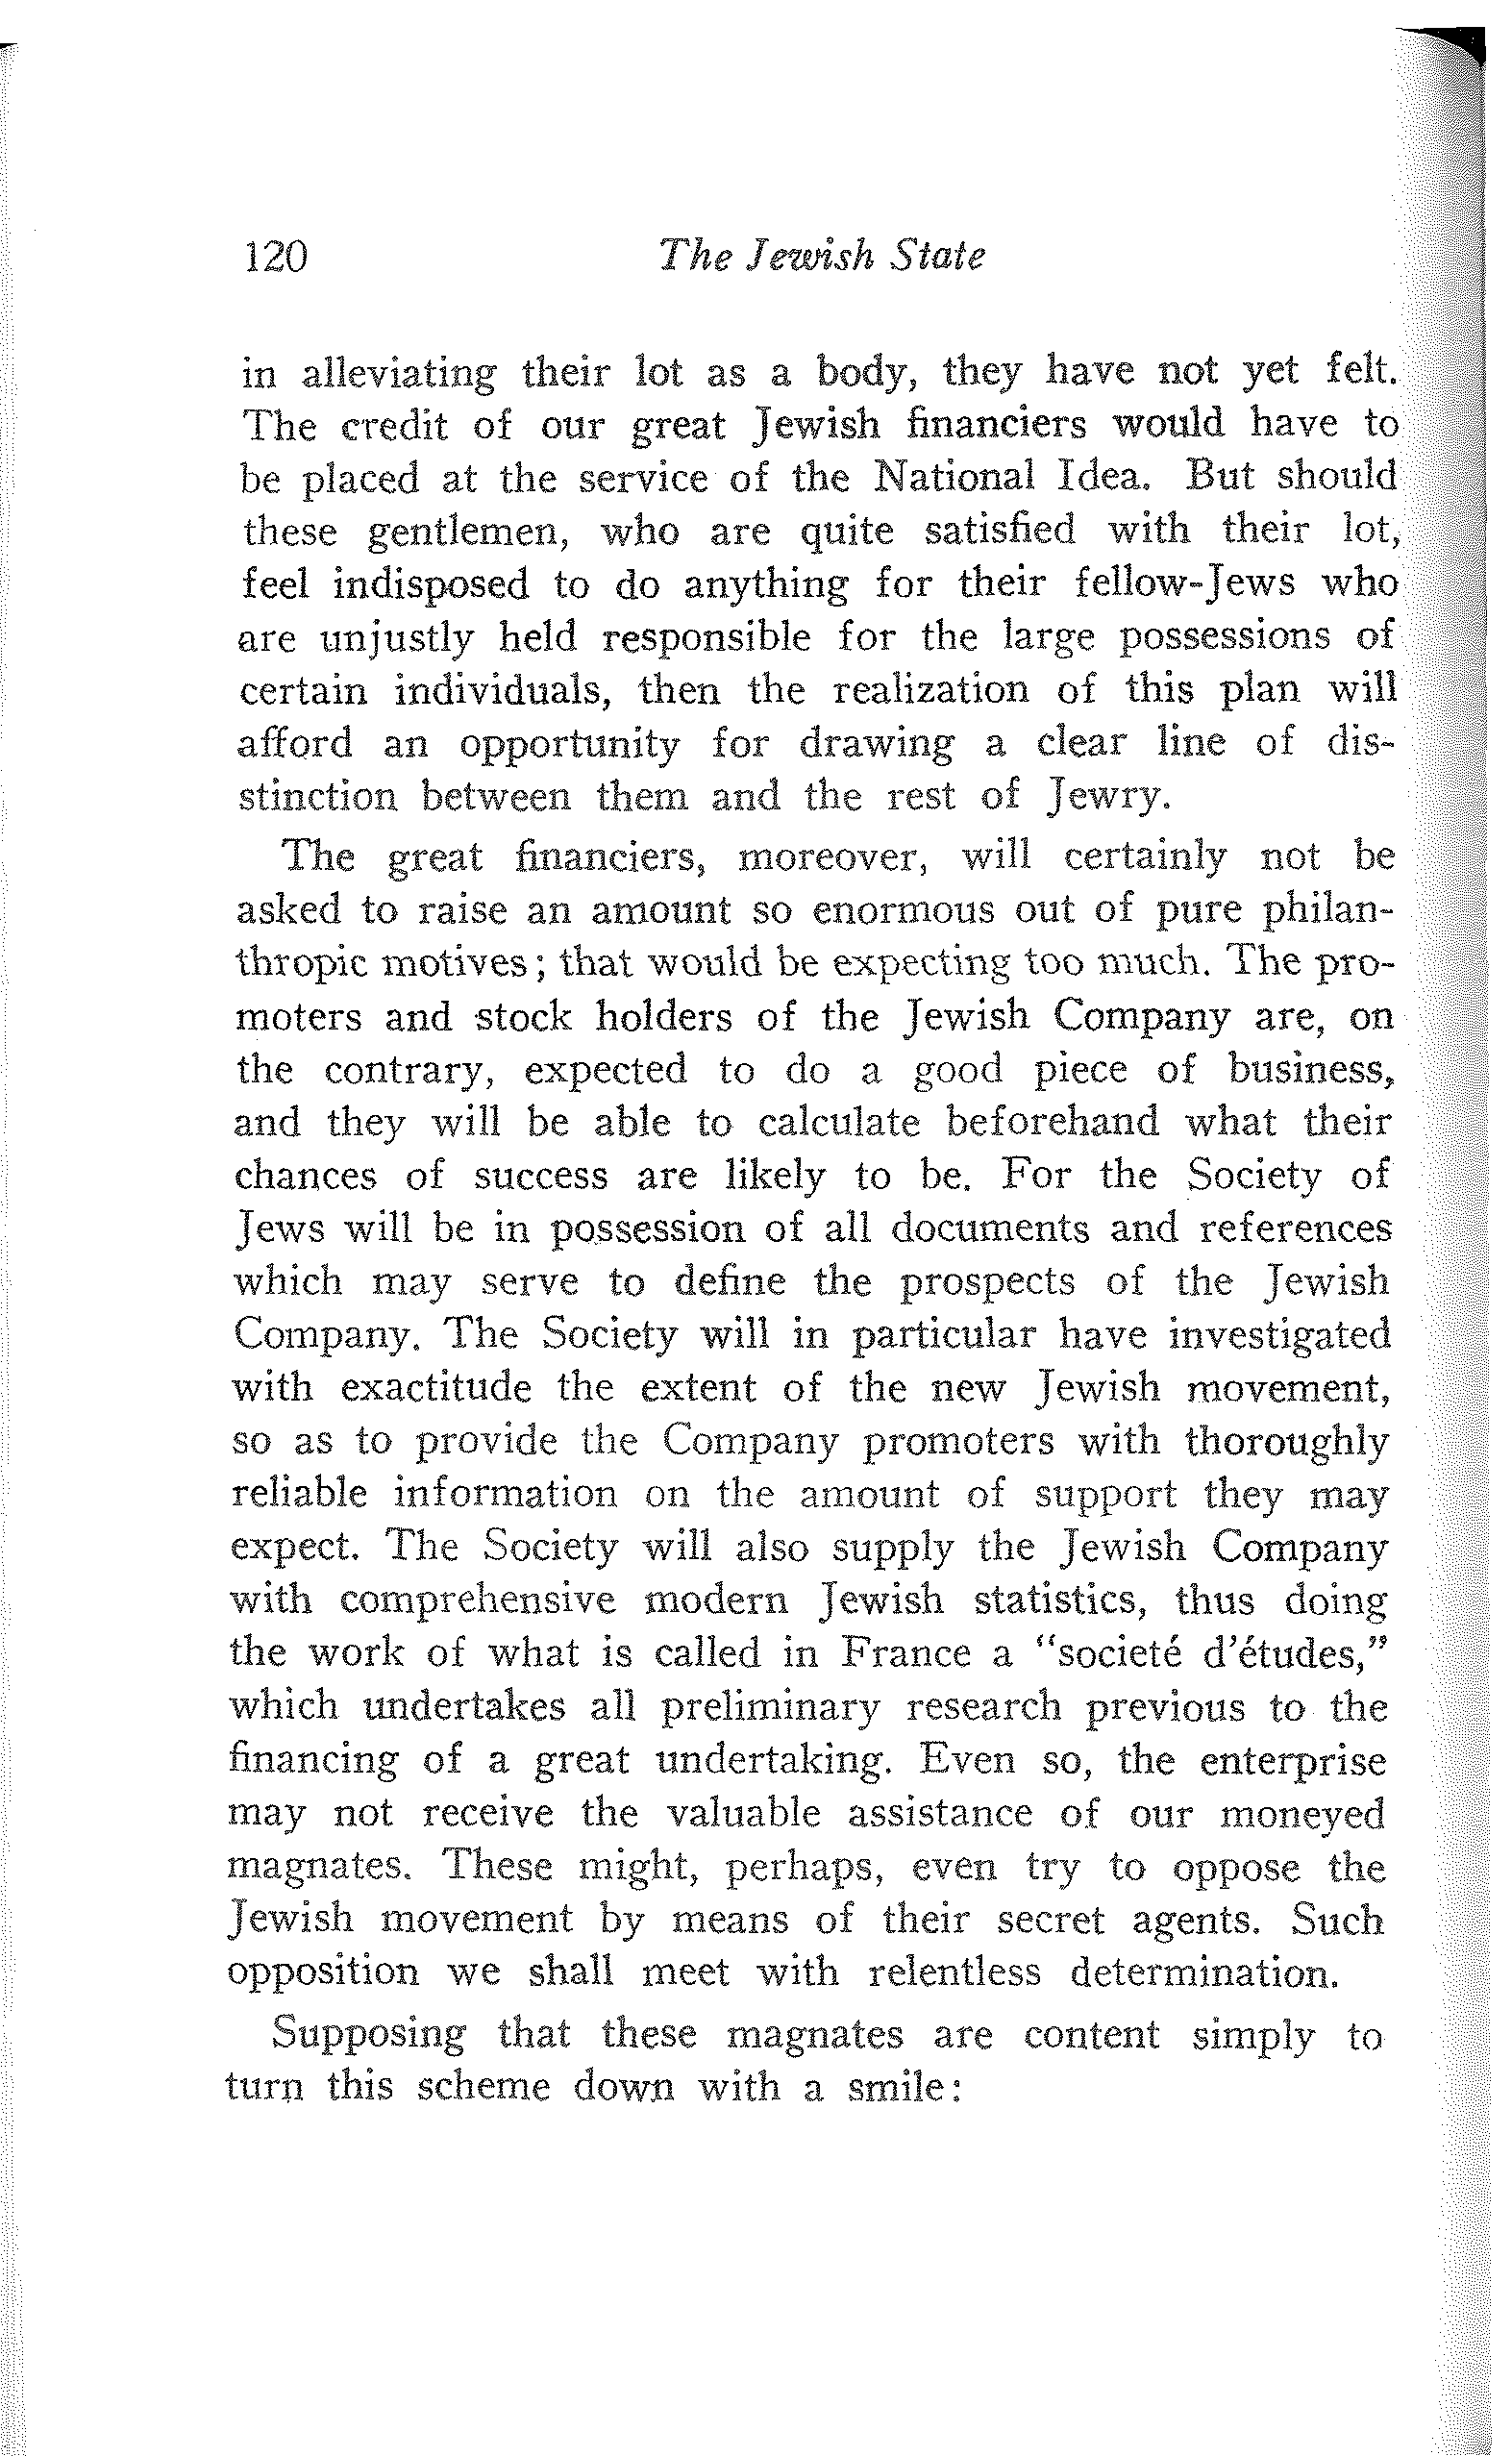 120 The Jewish State
in alleviating their lot as a body, they have not yet felt.
The credit of our great Jewish financiers would have to
be placed at the service of the National Idea. But should
these gentlemen, who are quite satisfied with their lot,
feel indisposed to do anything for their fellow-Jews who
are unjustly held responsible for the large possessions of
certain individuals, then the realization of this plan will
afford an opportunity for drawing a clear line of dis-
stinction between them and the rest of Jewry.
The great financiers, moreover, will certainly not be
asked to raise an amount so enormous out of pure philan-
thropic motives; that would be expecting too much. The pro-
moters and stock holders of the Jewish Company are, on
the contrary, expected to do a good piece of business,
and they will be able to calculate beforehand what their
chances of success are likely to be. For the Society of
Jews will be in possession of all documents and references
which may serve to define the prospects of the Jewish
Company. The Society will in particular have investigated
with exactitude the extent of the new Jewish movement,
so as to provide the Company promoters with thoroughly
reliable information on the amount of support they may
expect. The Society will also supply the Jewish Company
with comprehensive modern Jewish statistics, thus doing
the work of what is called in France a "societé d'études,"
which undertakes all preliminary research previous to the
financing of a great undertaking. Even so, the enterprise
may not receive the valuable assistance of our moneyed
magnates. These might, perhaps, even try to oppose the
Jewish movement by means of their secret agents. Such
opposition we shall meet with relentless determination.
Supposing that these magnates are content simply to
turn this scheme down with a smile: